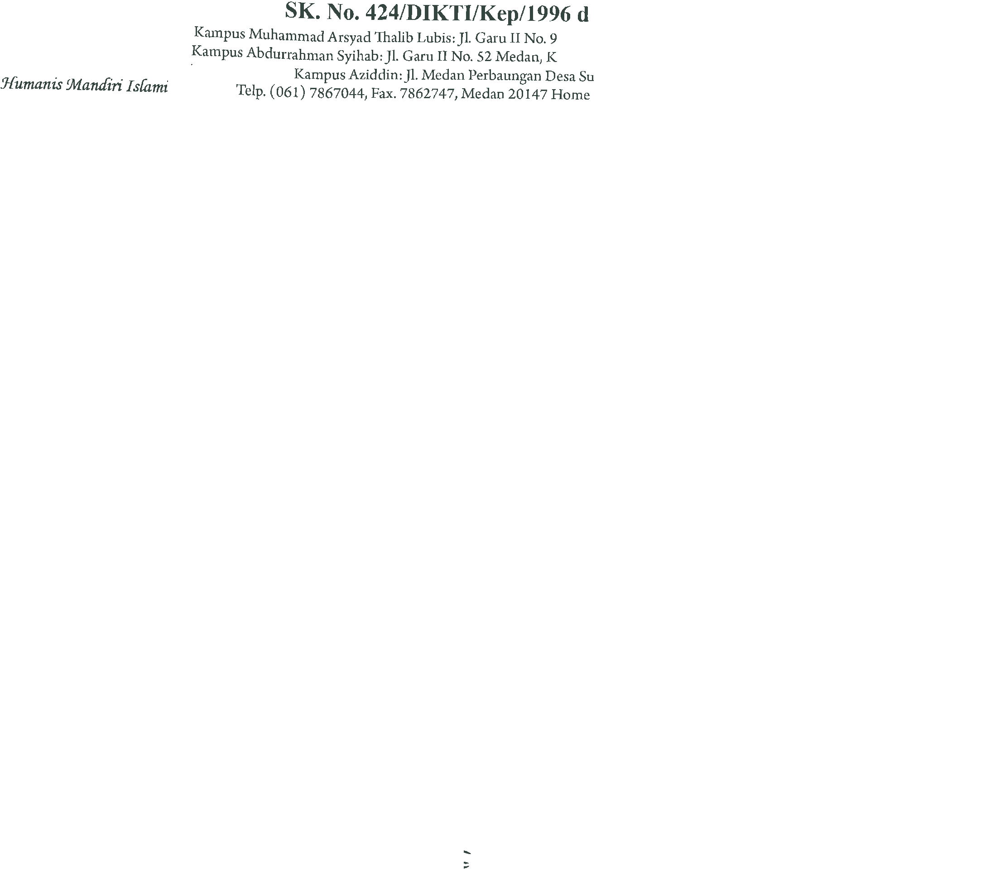 SK. No. 424/DIKTI/Kep/1996 d
Kampus Muhammad Arsyad Thalib Lubis: Jl. Garu II No. 9
Kampus Abdurrahman Syihab: Jl. Garu II No. 52 Medan, K
Kampus Aziddin: Jl. Medan Perbaungan Desa Su
Humanis Mandiri Islami
Telp. (061) 7867044, Fax. 7862747, Medan 20147 Home